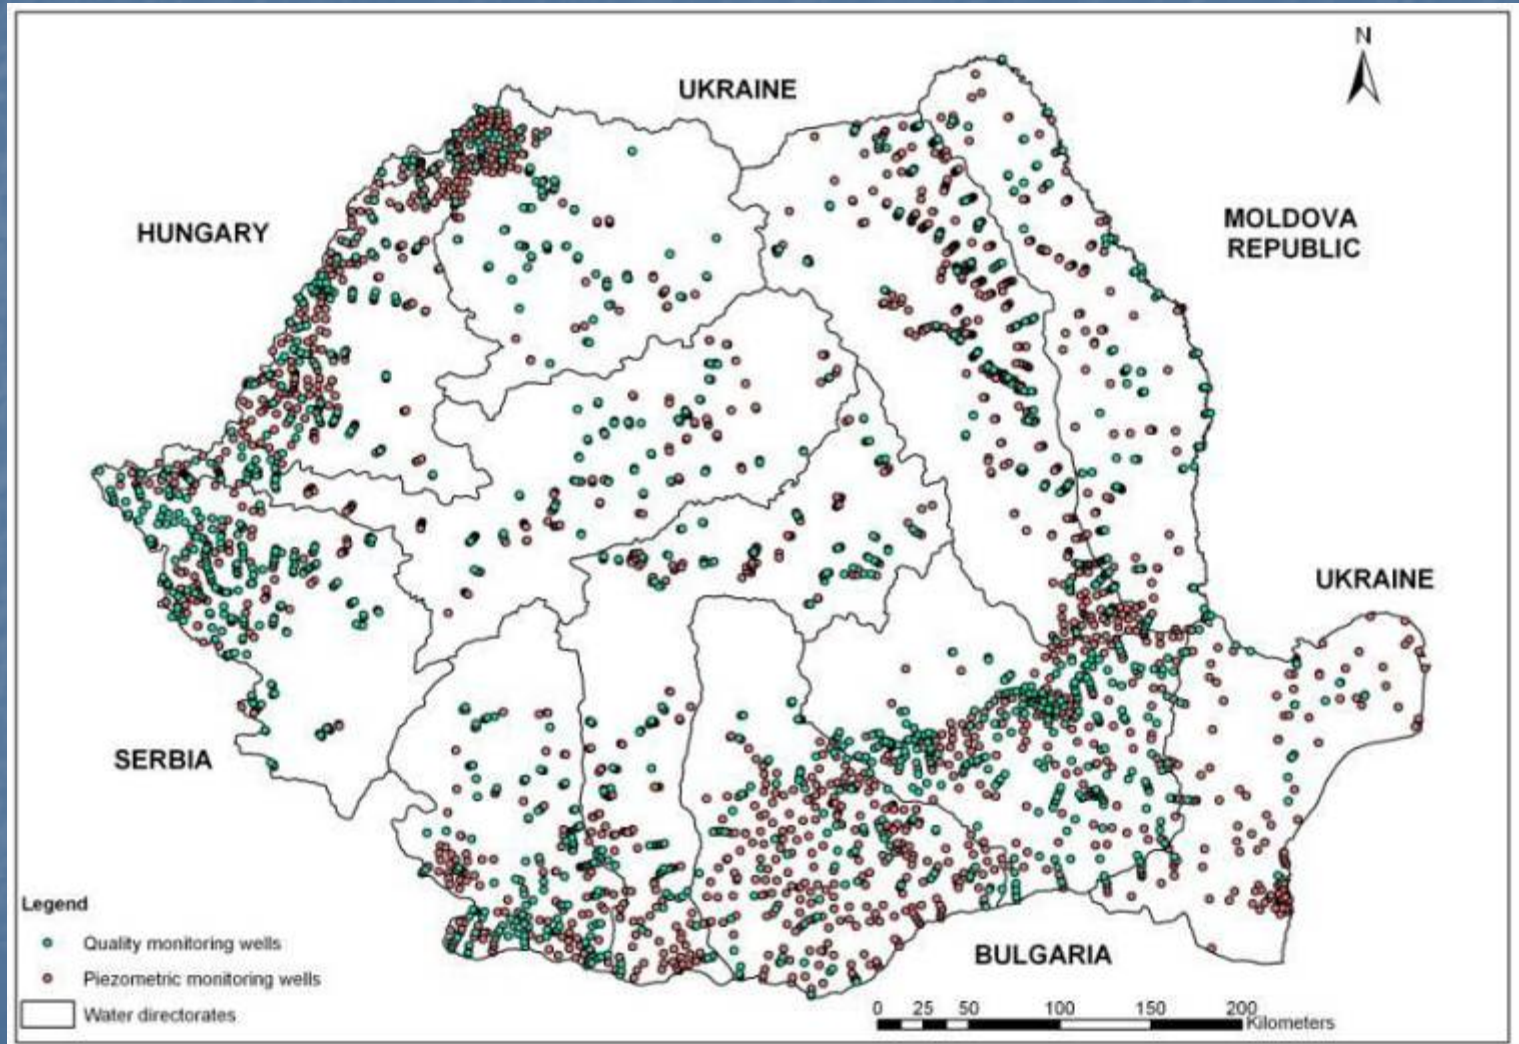 N
UKRAINE
HUNGARY
MOLDOVA
REPUBLIC
UKRAINE
SERBIA
BULGARIA
Legend
Quality monitoring wells
Piezometric monitoring wells
Water directorates
0 25 50 100 150 200
Kilometers